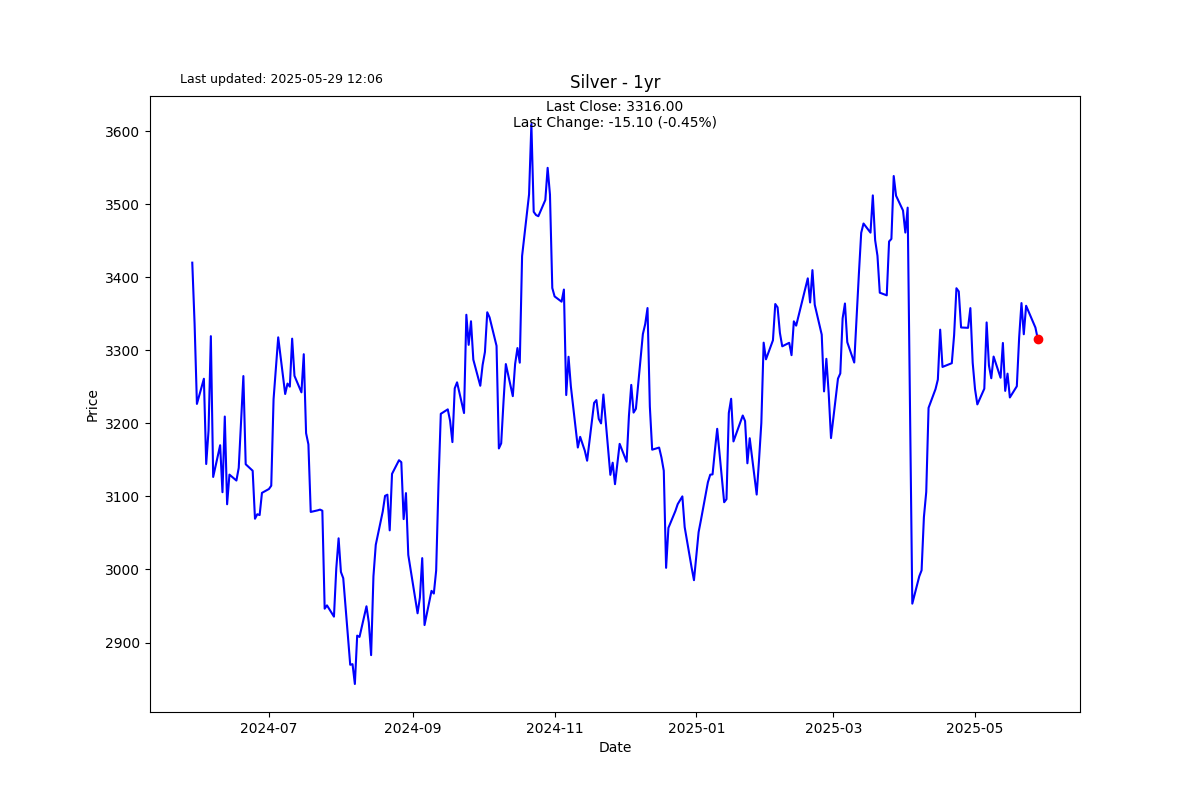 Last updated: 2025-05-29 12:06
Silver - 1yr
Last Close: 3316.00
Last Change: -15.10 (-0.45%)
3600
3500
3400
3300
3200
3100
3000
2900
Price
2024-07
2024-09
2024-11
2025-01
2025-03
2025-05
Date